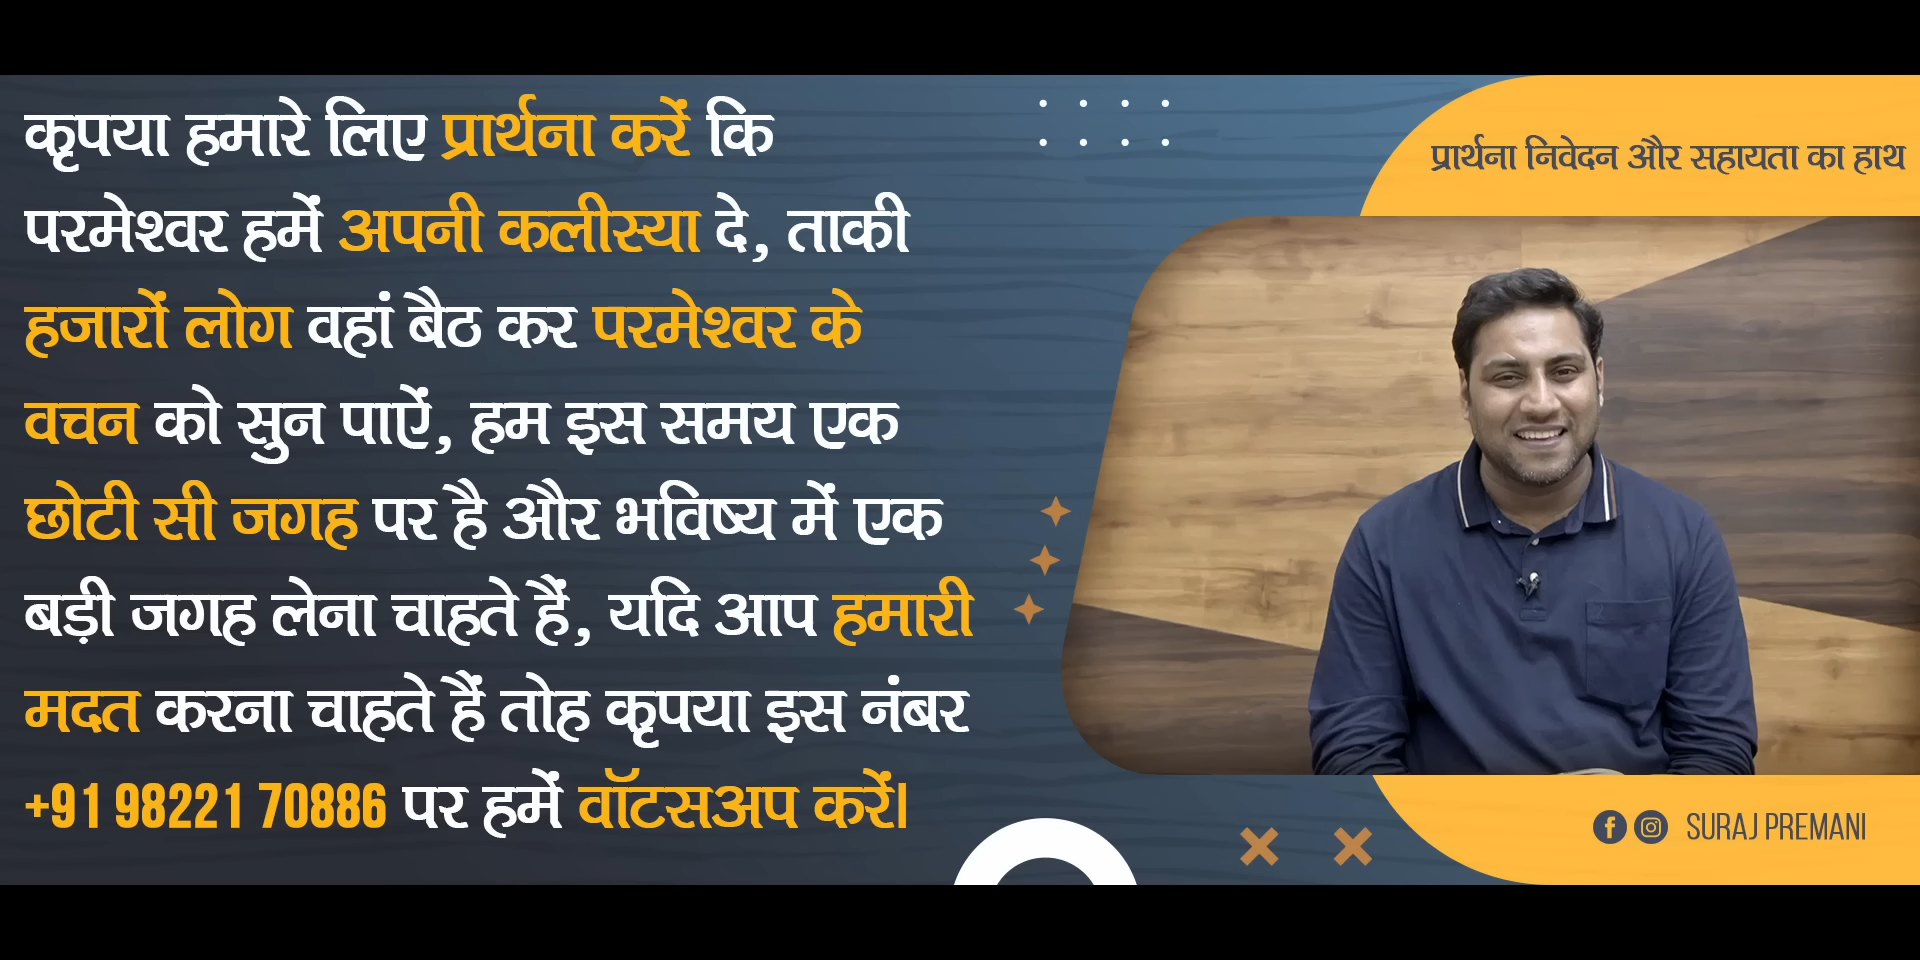 कृपया हमारे लिए प्रार्थना करें कि
परमेश्वर हमें अपनी कलीस्या दे, ताकी
हजारों लोग वहां बैठ कर परमेश्वर के
वचन को सुन पाऐं, हम इस समय एक
छोटी सी जगह पर है और भविष्य में एक
बड़ी जगह लेना चाहते हैं, यदि आप हमारी
मदत करना चाहते हैं तोह कृपया इस नंबर
+91 98221 70886 पर हमें वॉटसअप करें।
प्रार्थना निवेदन और सहायता का हाथ
SURAJ PREMANI